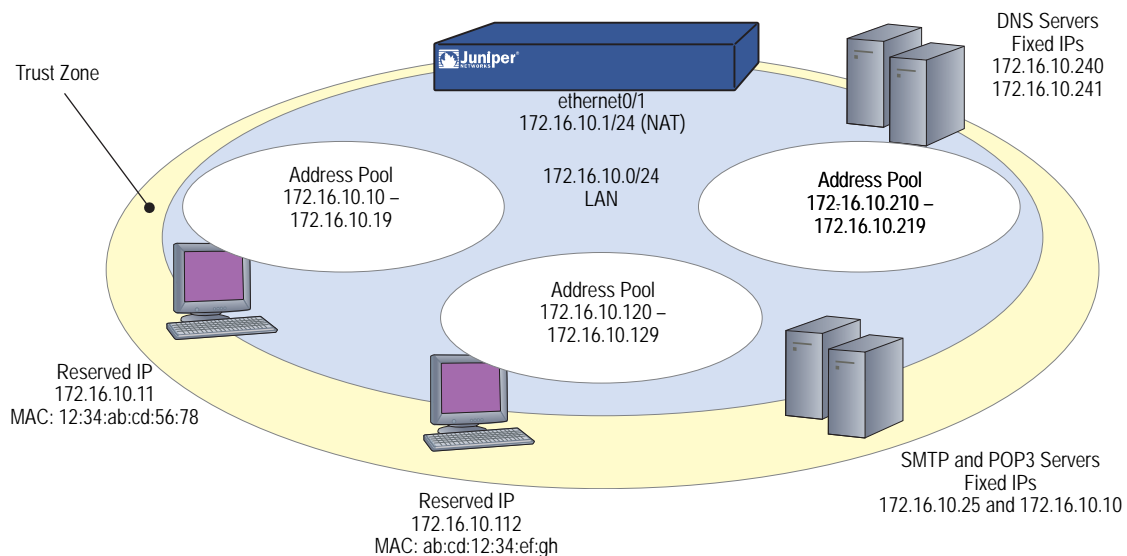 Juniper®
NETWORKS
DNS Servers
Fixed IPs
172.16.10.240
172.16.10.241
Trust Zone
ethernet0/1
172.16.10.1/24 (NAT)
Address Pool
172.16.10.10 –
172.16.10.19
172.16.10.0/24
LAN
Address Pool
172-16.10.210 –
172.16.10.219
Address Pool
172.16.10.120 –
172.16.10.129
Reserved IP
172.16.10.11
MAC: 12:34:ab:cd:56:78
Reserved IP
172.16.10.112
MAC: ab:cd:12:34:ef:gh
SMTP and POP3 Servers
Fixed IPs
172.16.10.25 and 172.16.10.10